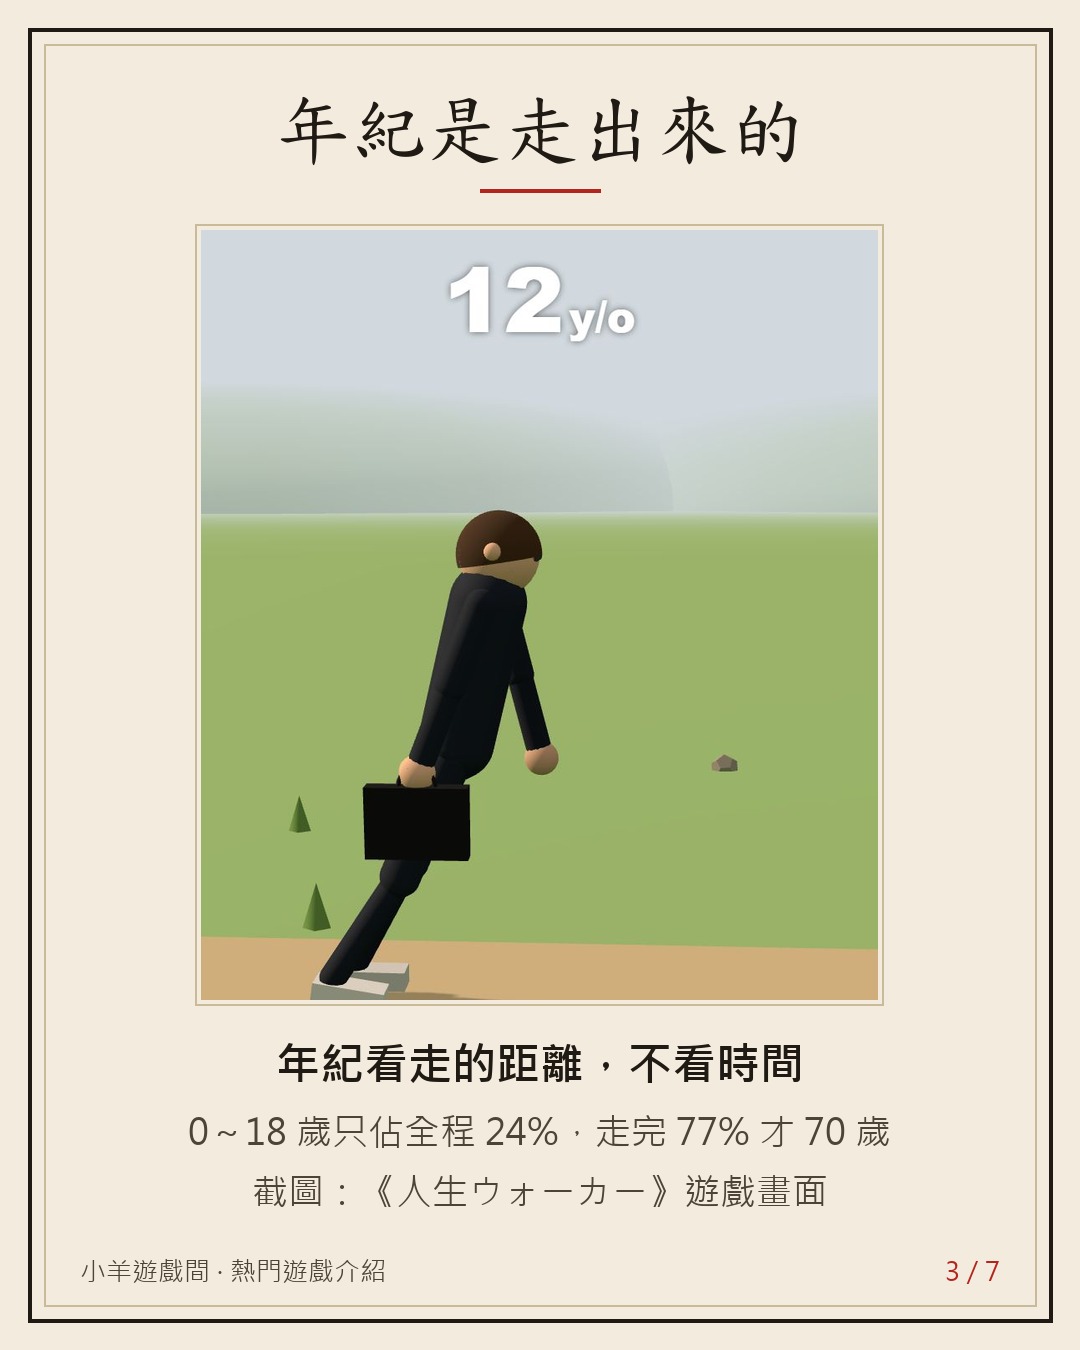 年紀是走出來的
12y/o
年紀看走的距離，不看時間
0~18 歲只佔全程 24%，走完 77% 才 70 歲
截圖：《人生ウォーカー》遊戲畫面
小羊遊戲間 · 熱門遊戲介紹
3 / 7